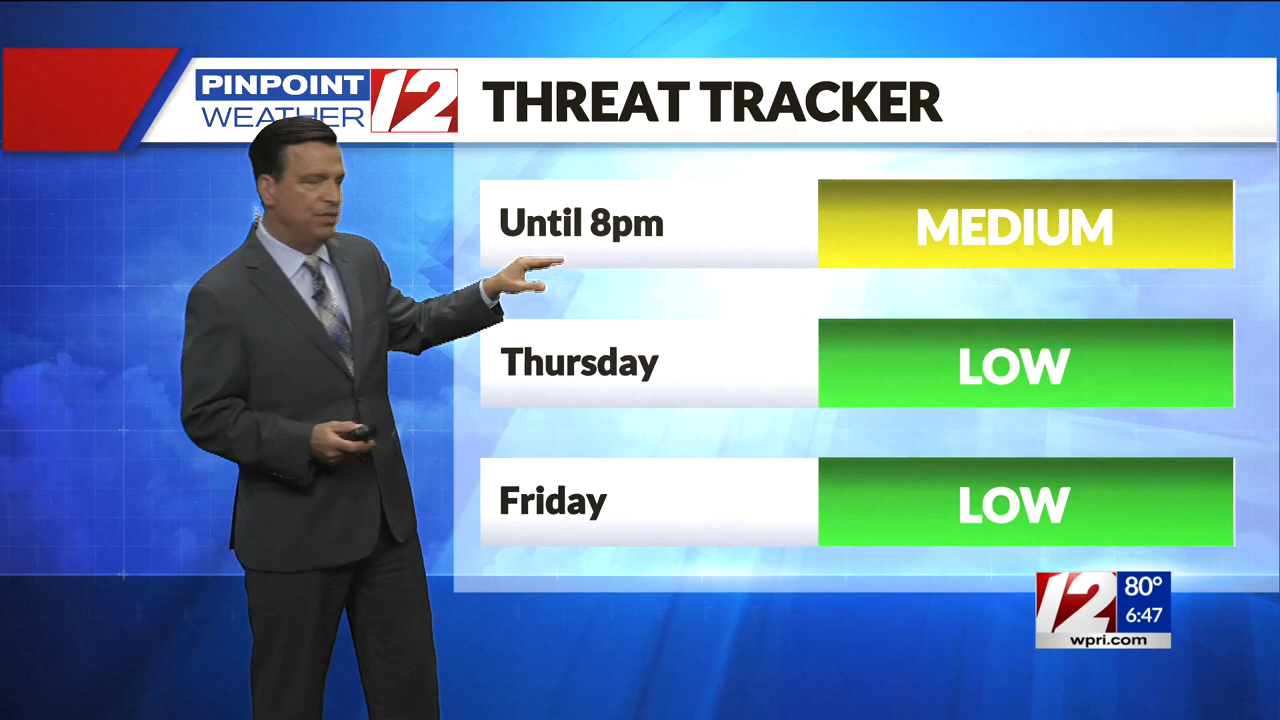 PINPOINT
WEATHER
12
THREAT TRACKER
Until 8pm
MEDIUM
Thursday
LOW
Friday
LOW
12
80°
6:47
wpri.com